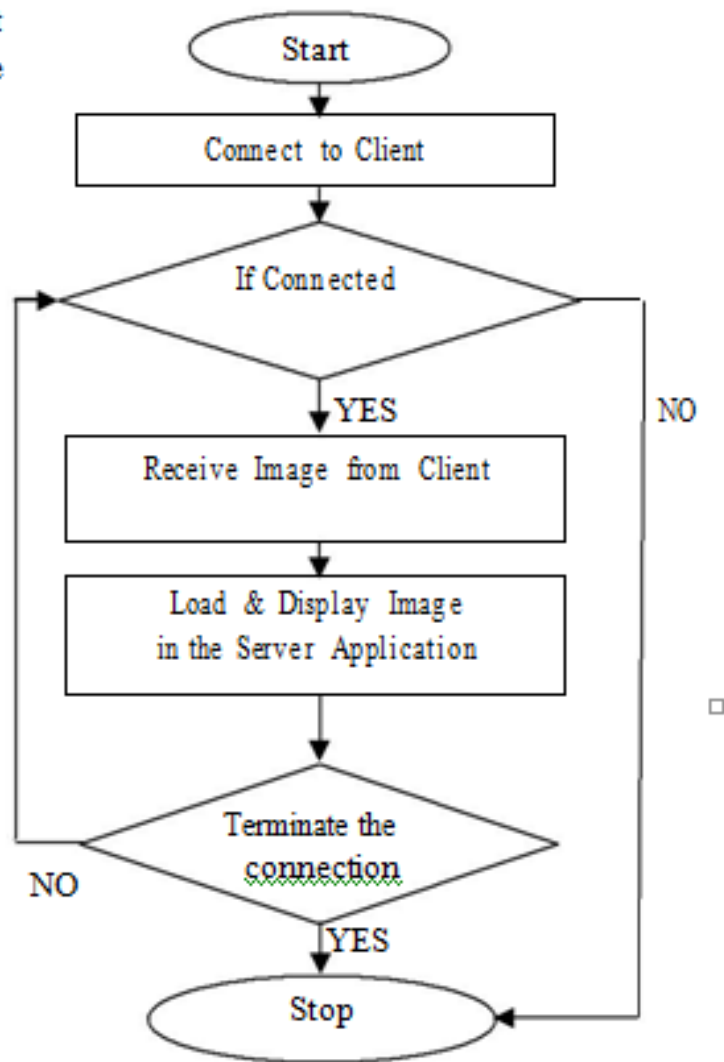 Start
Connect to Client
If Connected
YES
NO
Receive Image from Client
Load & Display Image
in the Server Application
Terminate the
connection
NO
YES
Stop